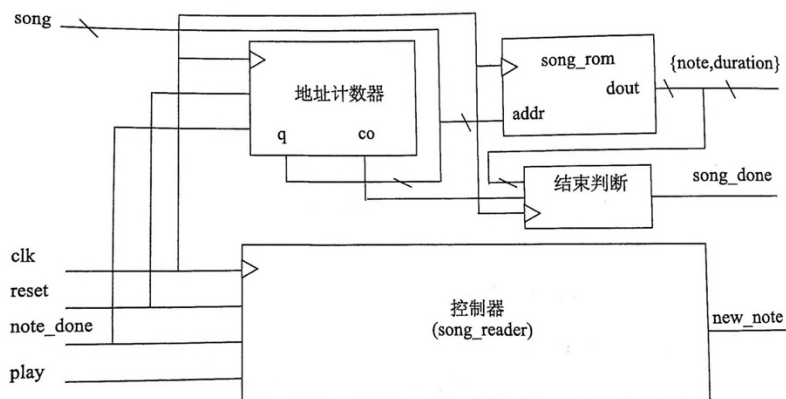 song
song_rom
{note,duration}
地址计数器
dout
addr
q
co
结束判断
song_done
clk
reset
控制器
(song_reader)
new_note
note_done
play